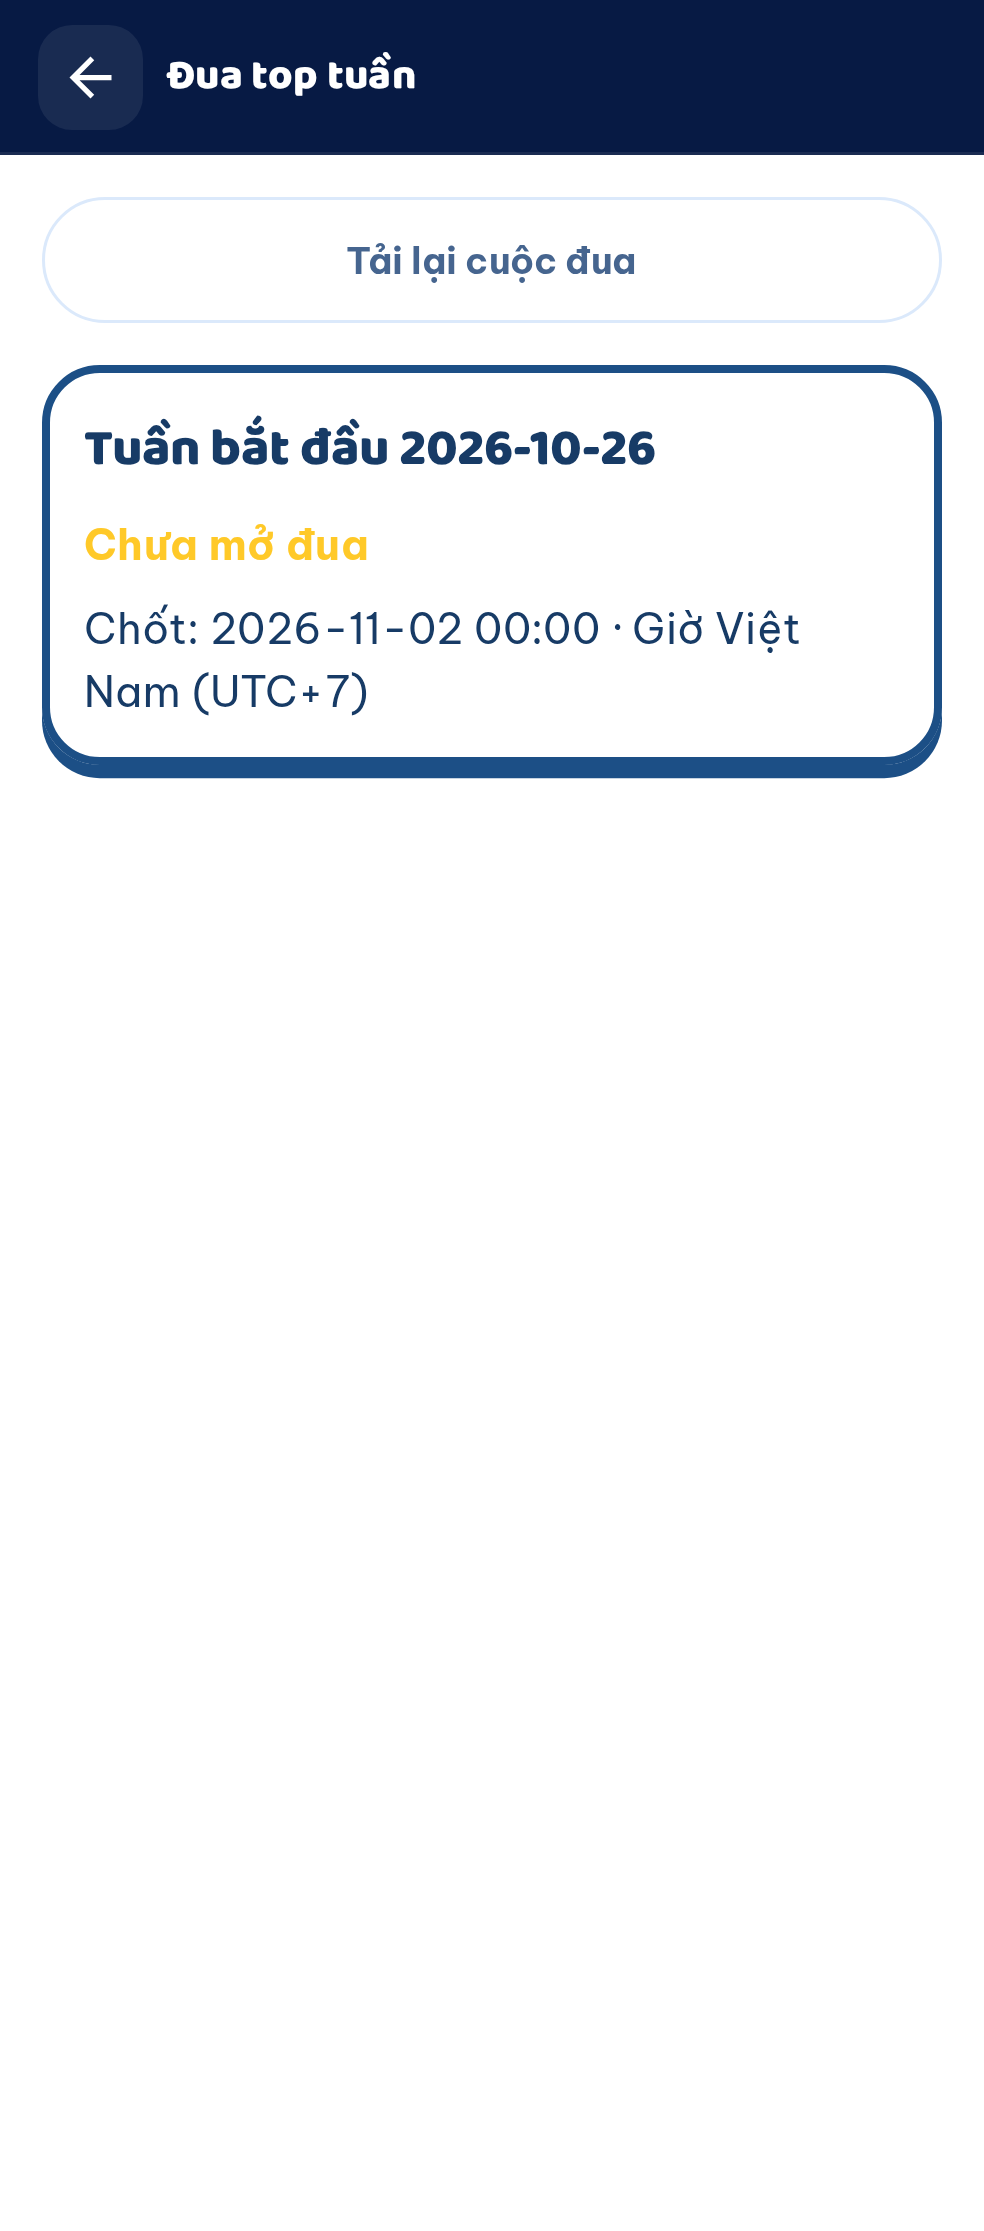 Đua top tuần
Tải lại cuộc đua
Tuần bắt đầu 2026-10-26
Chưa mở đua
Chốt: 2026-11-02 00:00 · Giờ Việt
Nam (UTC+7)